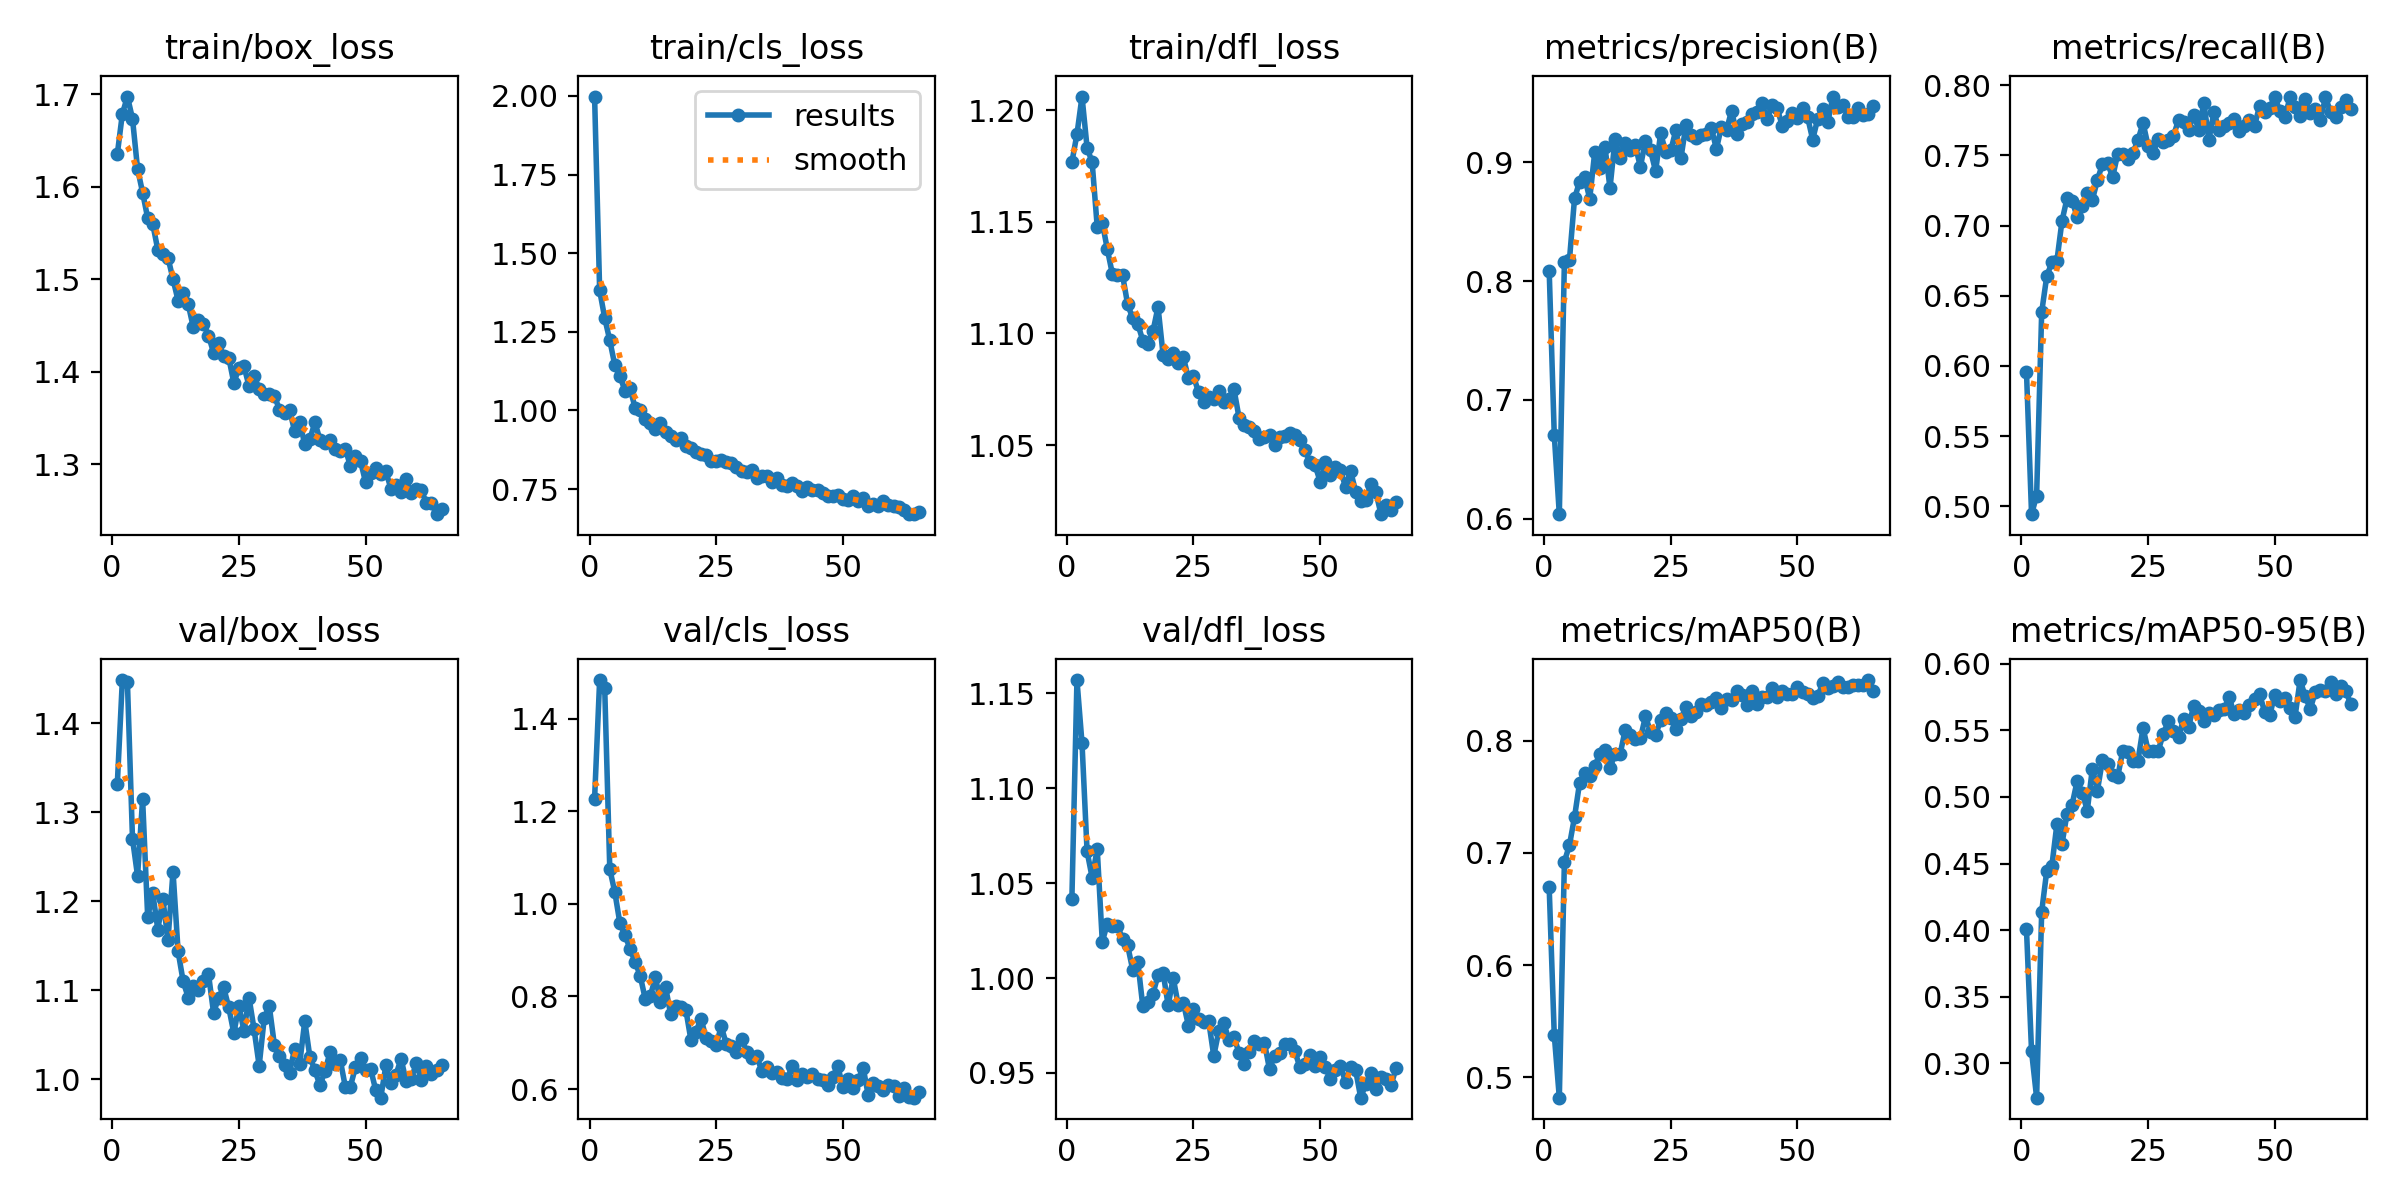 train/box_loss
1.7
1.6
1.5
1.4
1.3
0 25 50
train/cls_loss
2.00
1.75
1.50
1.25
1.00
0.75
results
smooth
0 25 50
train/dfl_loss
1.20
1.15
1.10
1.05
0 25 50
metrics/precision(B)
0.9
0.8
0.7
0.6
0 25 50
metrics/recall(B)
0.80
0.75
0.70
0.65
0.60
0.55
0.50
0 25 50
val/box_loss
1.4
1.3
1.2
1.1
1.0
0 25 50
val/cls_loss
1.4
1.2
1.0
0.8
0.6
0 25 50
val/dfl_loss
1.15
1.10
1.05
1.00
0.95
0 25 50
metrics/mAP50(B)
0.8
0.7
0.6
0.5
0 25 50
metrics/mAP50-95(B)
0.60
0.55
0.50
0.45
0.40
0.35
0.30
0 25 50